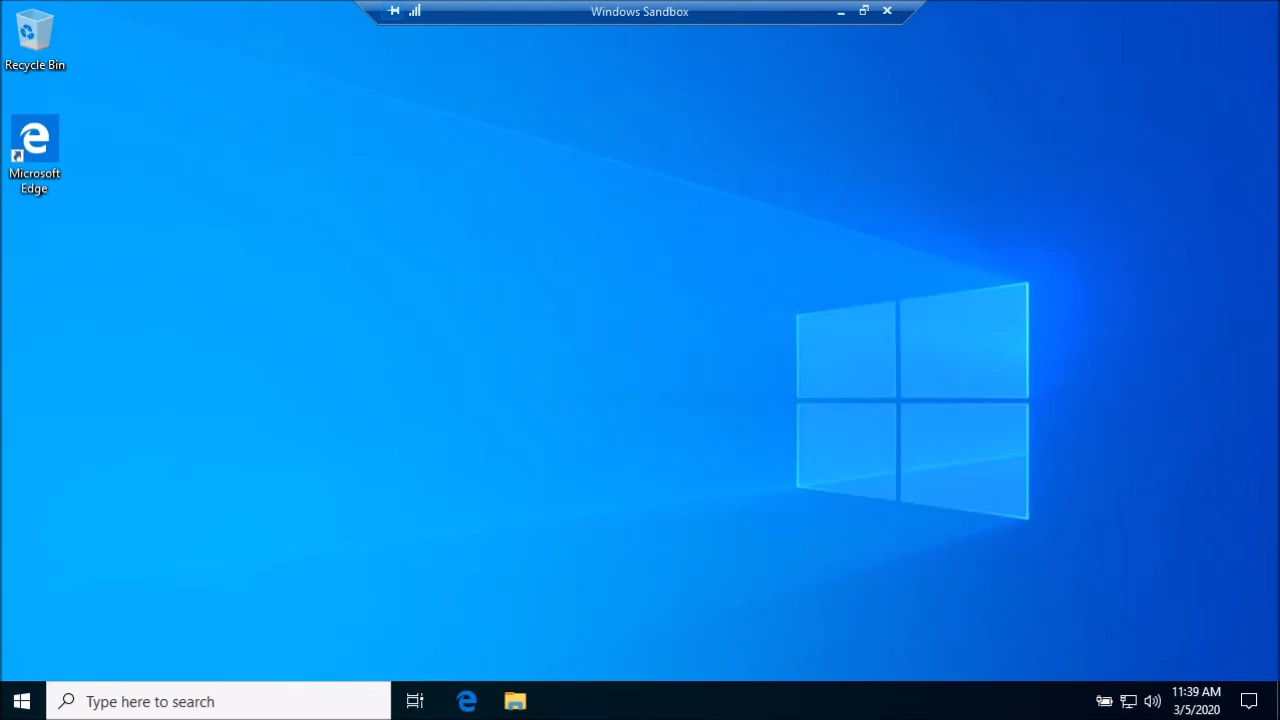 Windows Sandbox
Recycle Bin
Microsoft
Edge
Type here to search
11:39 AM
3/5/2020